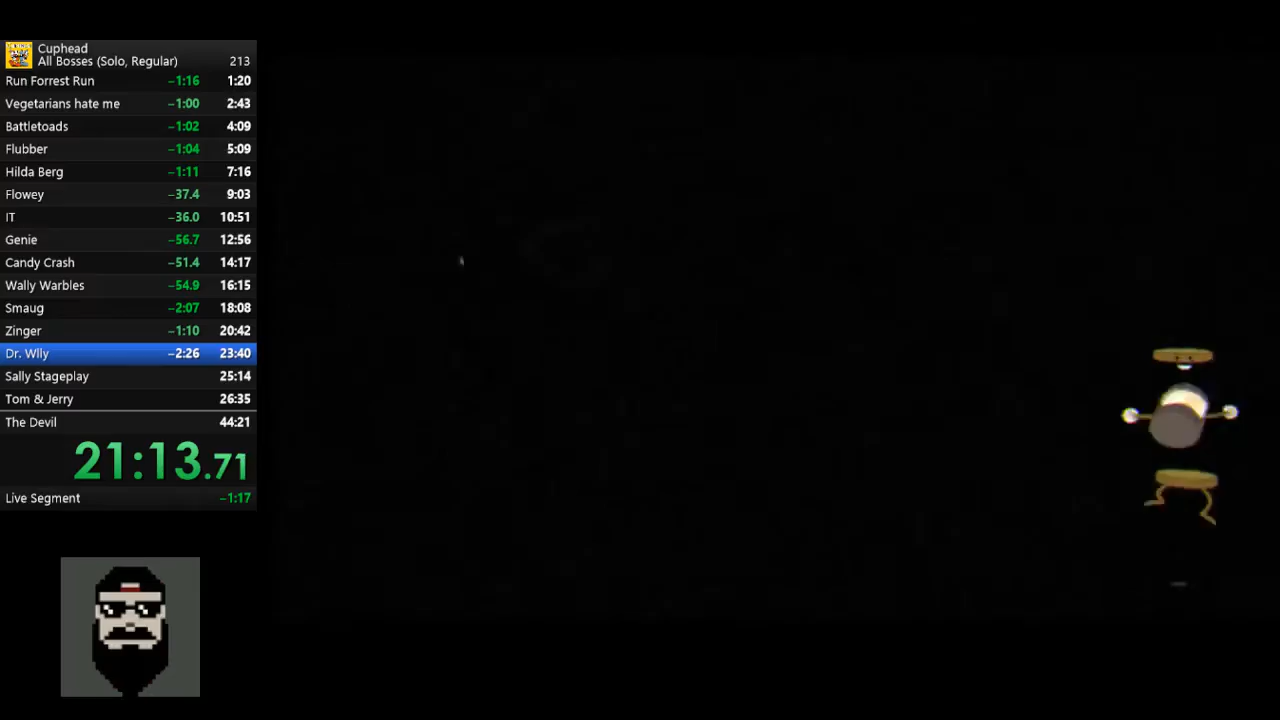 Cuphead
All Bosses (Solo, Regular) 213
Run Forrest Run −1:16 1:20
Vegetarians hate me −1:00 2:43
Battletoads −1:02 4:09
Flubber −1:04 5:09
Hilda Berg −1:11 7:16
Flowey −37.4 9:03
IT −36.0 10:51
Genie −56.7 12:56
Candy Crash −51.4 14:17
Wally Warbles −54.9 16:15
Smaug −2:07 18:08
Zinger −1:10 20:42
Dr. Wlly −2:26 23:40
Sally Stageplay 25:14
Tom & Jerry 26:35
The Devil 44:21
21:13.71
Live Segment −1:17